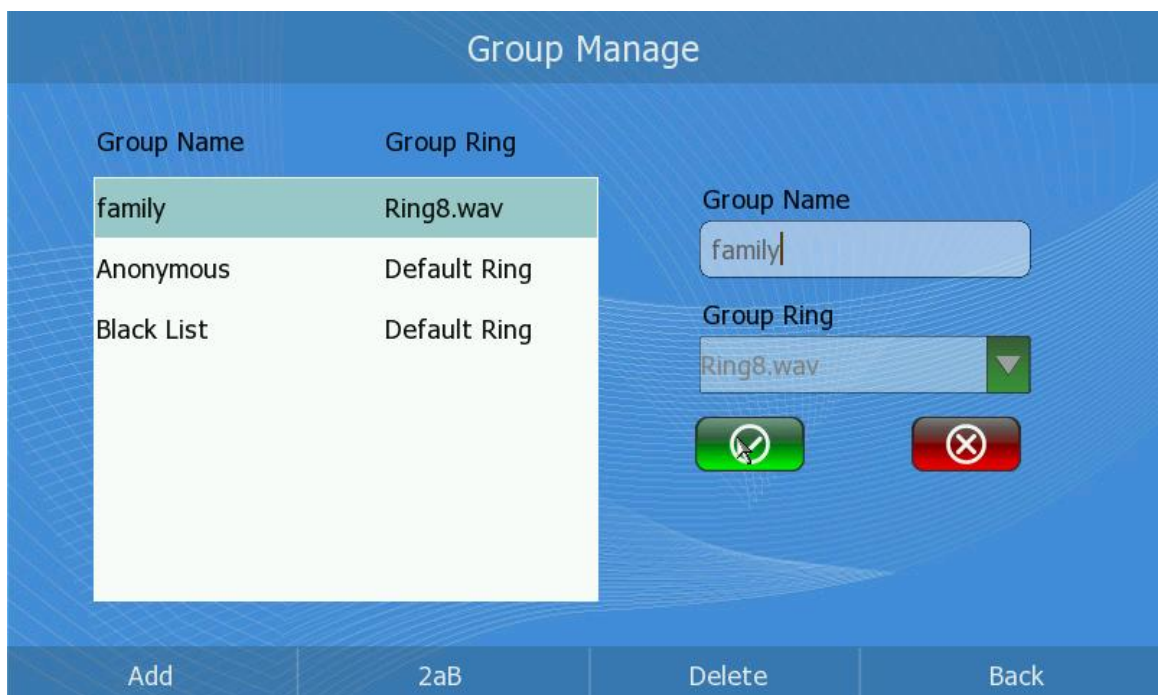 Group Manage
Group Name Group Ring
family Ring8.wav
Anonymous Default Ring
Black List Default Ring
Group Name
family
Group Ring
Ring8.wav
Add 2aB Delete Back